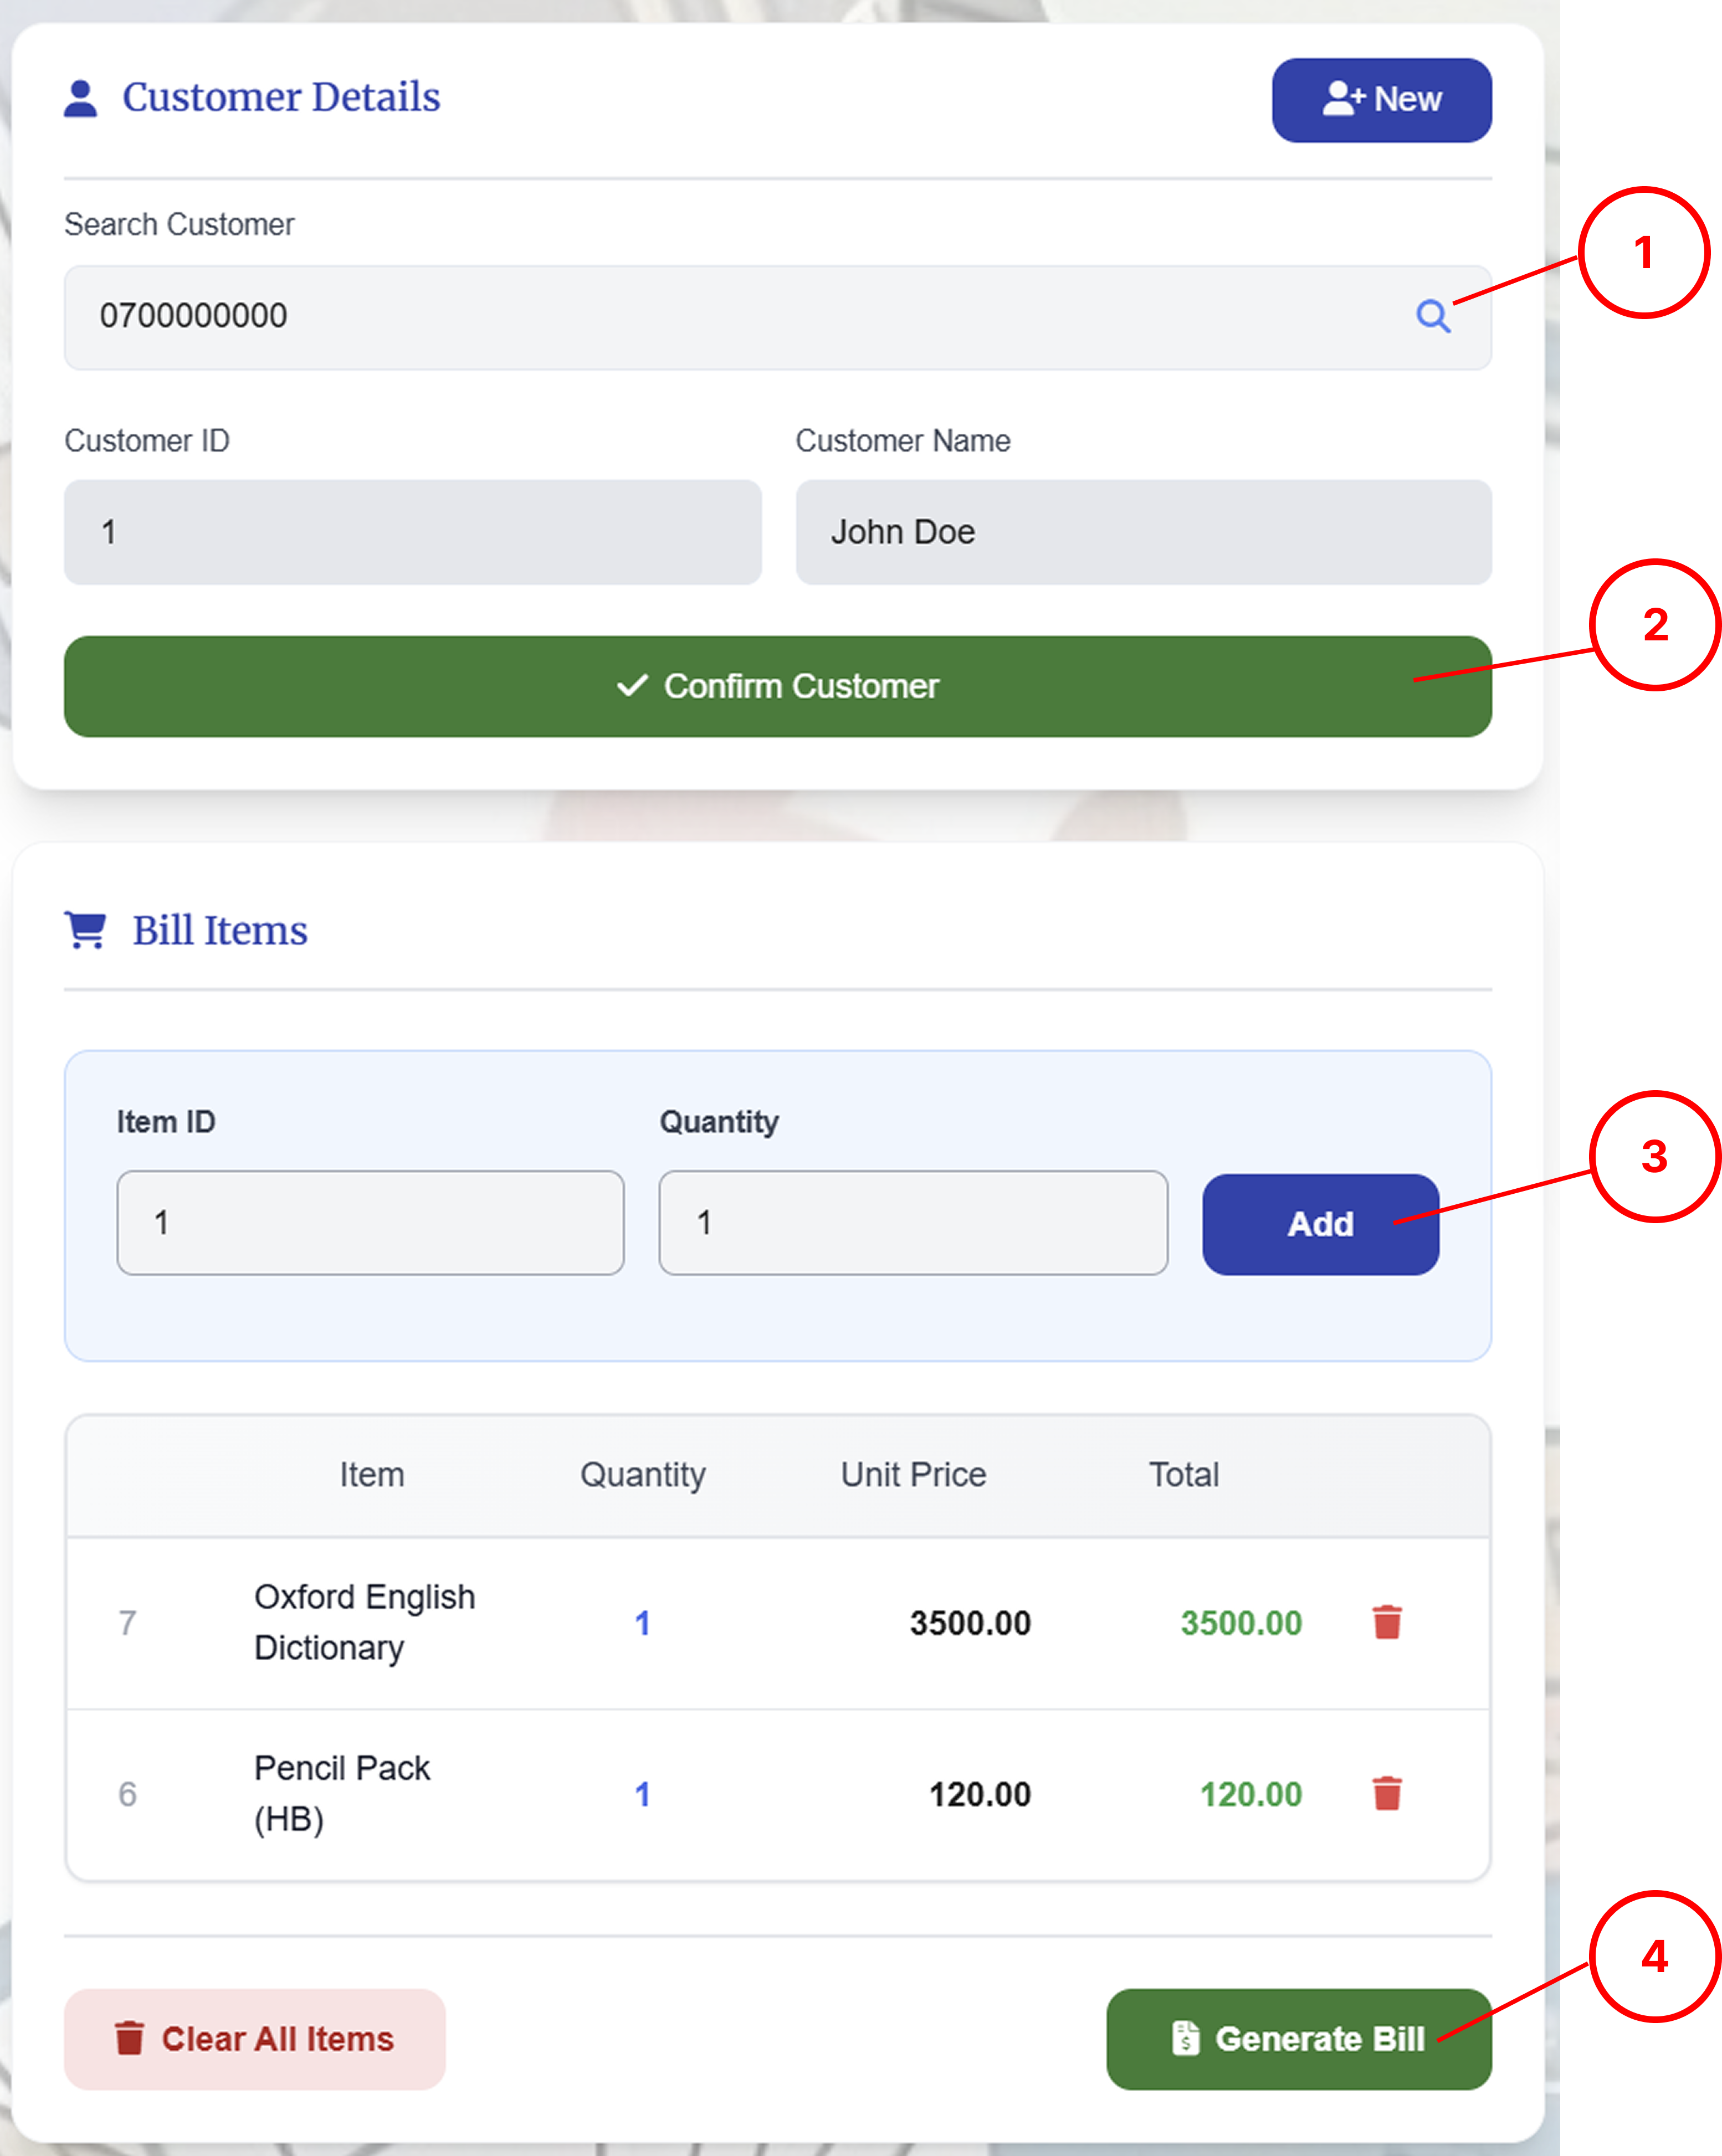 Customer Details
New
Search Customer
1
0700000000
Customer ID
Customer Name
1
John Doe
2
Confirm Customer
Bill Items
Item ID
Quantity
3
1
1
Add
Item
Quantity
Unit Price
Total
7
Oxford English
Dictionary
1
3500.00
3500.00
6
Pencil Pack
(HB)
1
120.00
120.00
4
Clear All Items
Generate Bill